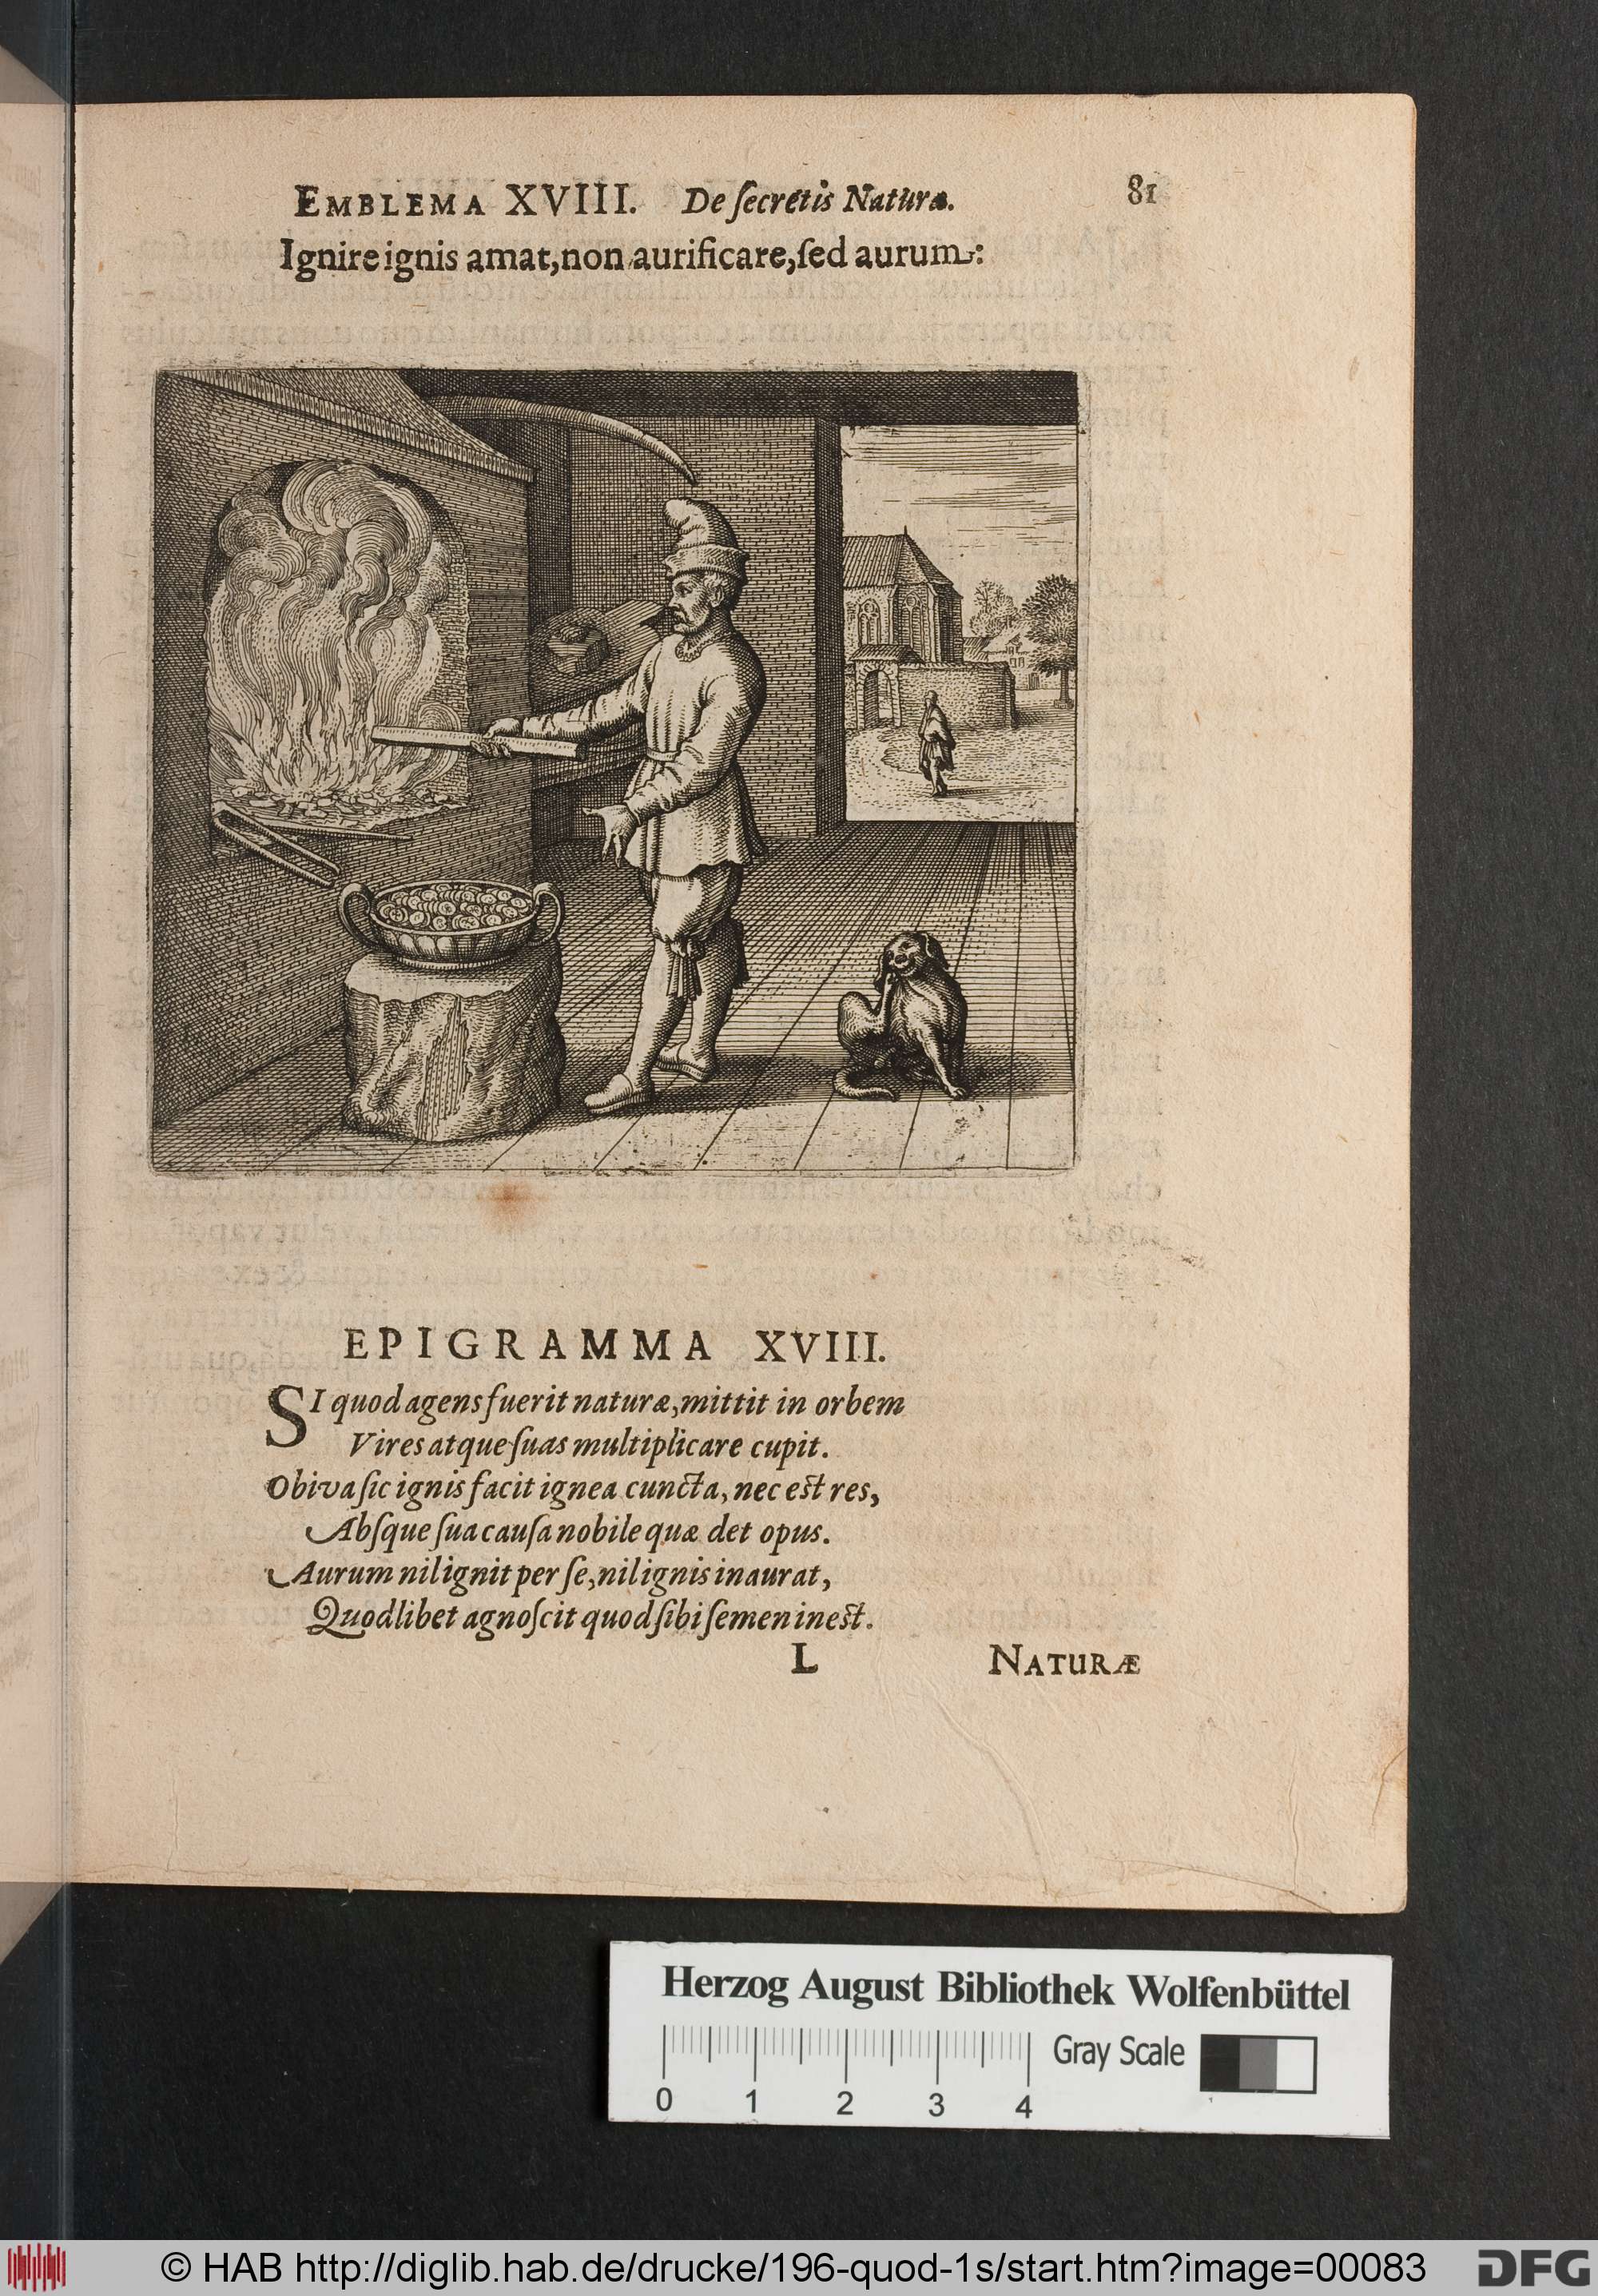 EMBLEMA XVIII. De ſecretis Naturæ. 81
Ignire ignis amat, non aurificare, ſed aurum:
EPIGRAMMA XVIII.
SI quod agens fuerit naturæ, mittit in orbem
Vires atque ſuas multiplicare cupit.
Obiva ſic ignis facit ignea cuncta, nec est res,
Abſque ſua cauſa nobile quæ det opus.
Aurum nil ignit per ſe, nil ignis inaurat,
Quodlibet agnoſcit quod ſibi ſemen inest.
L NATURÆ
Herzog August Bibliothek Wolfenbüttel
Gray Scale
0 1 2 3 4
© HAB http://diglib.hab.de/drucke/196-quod-1s/start.htm?image=00083 DFG